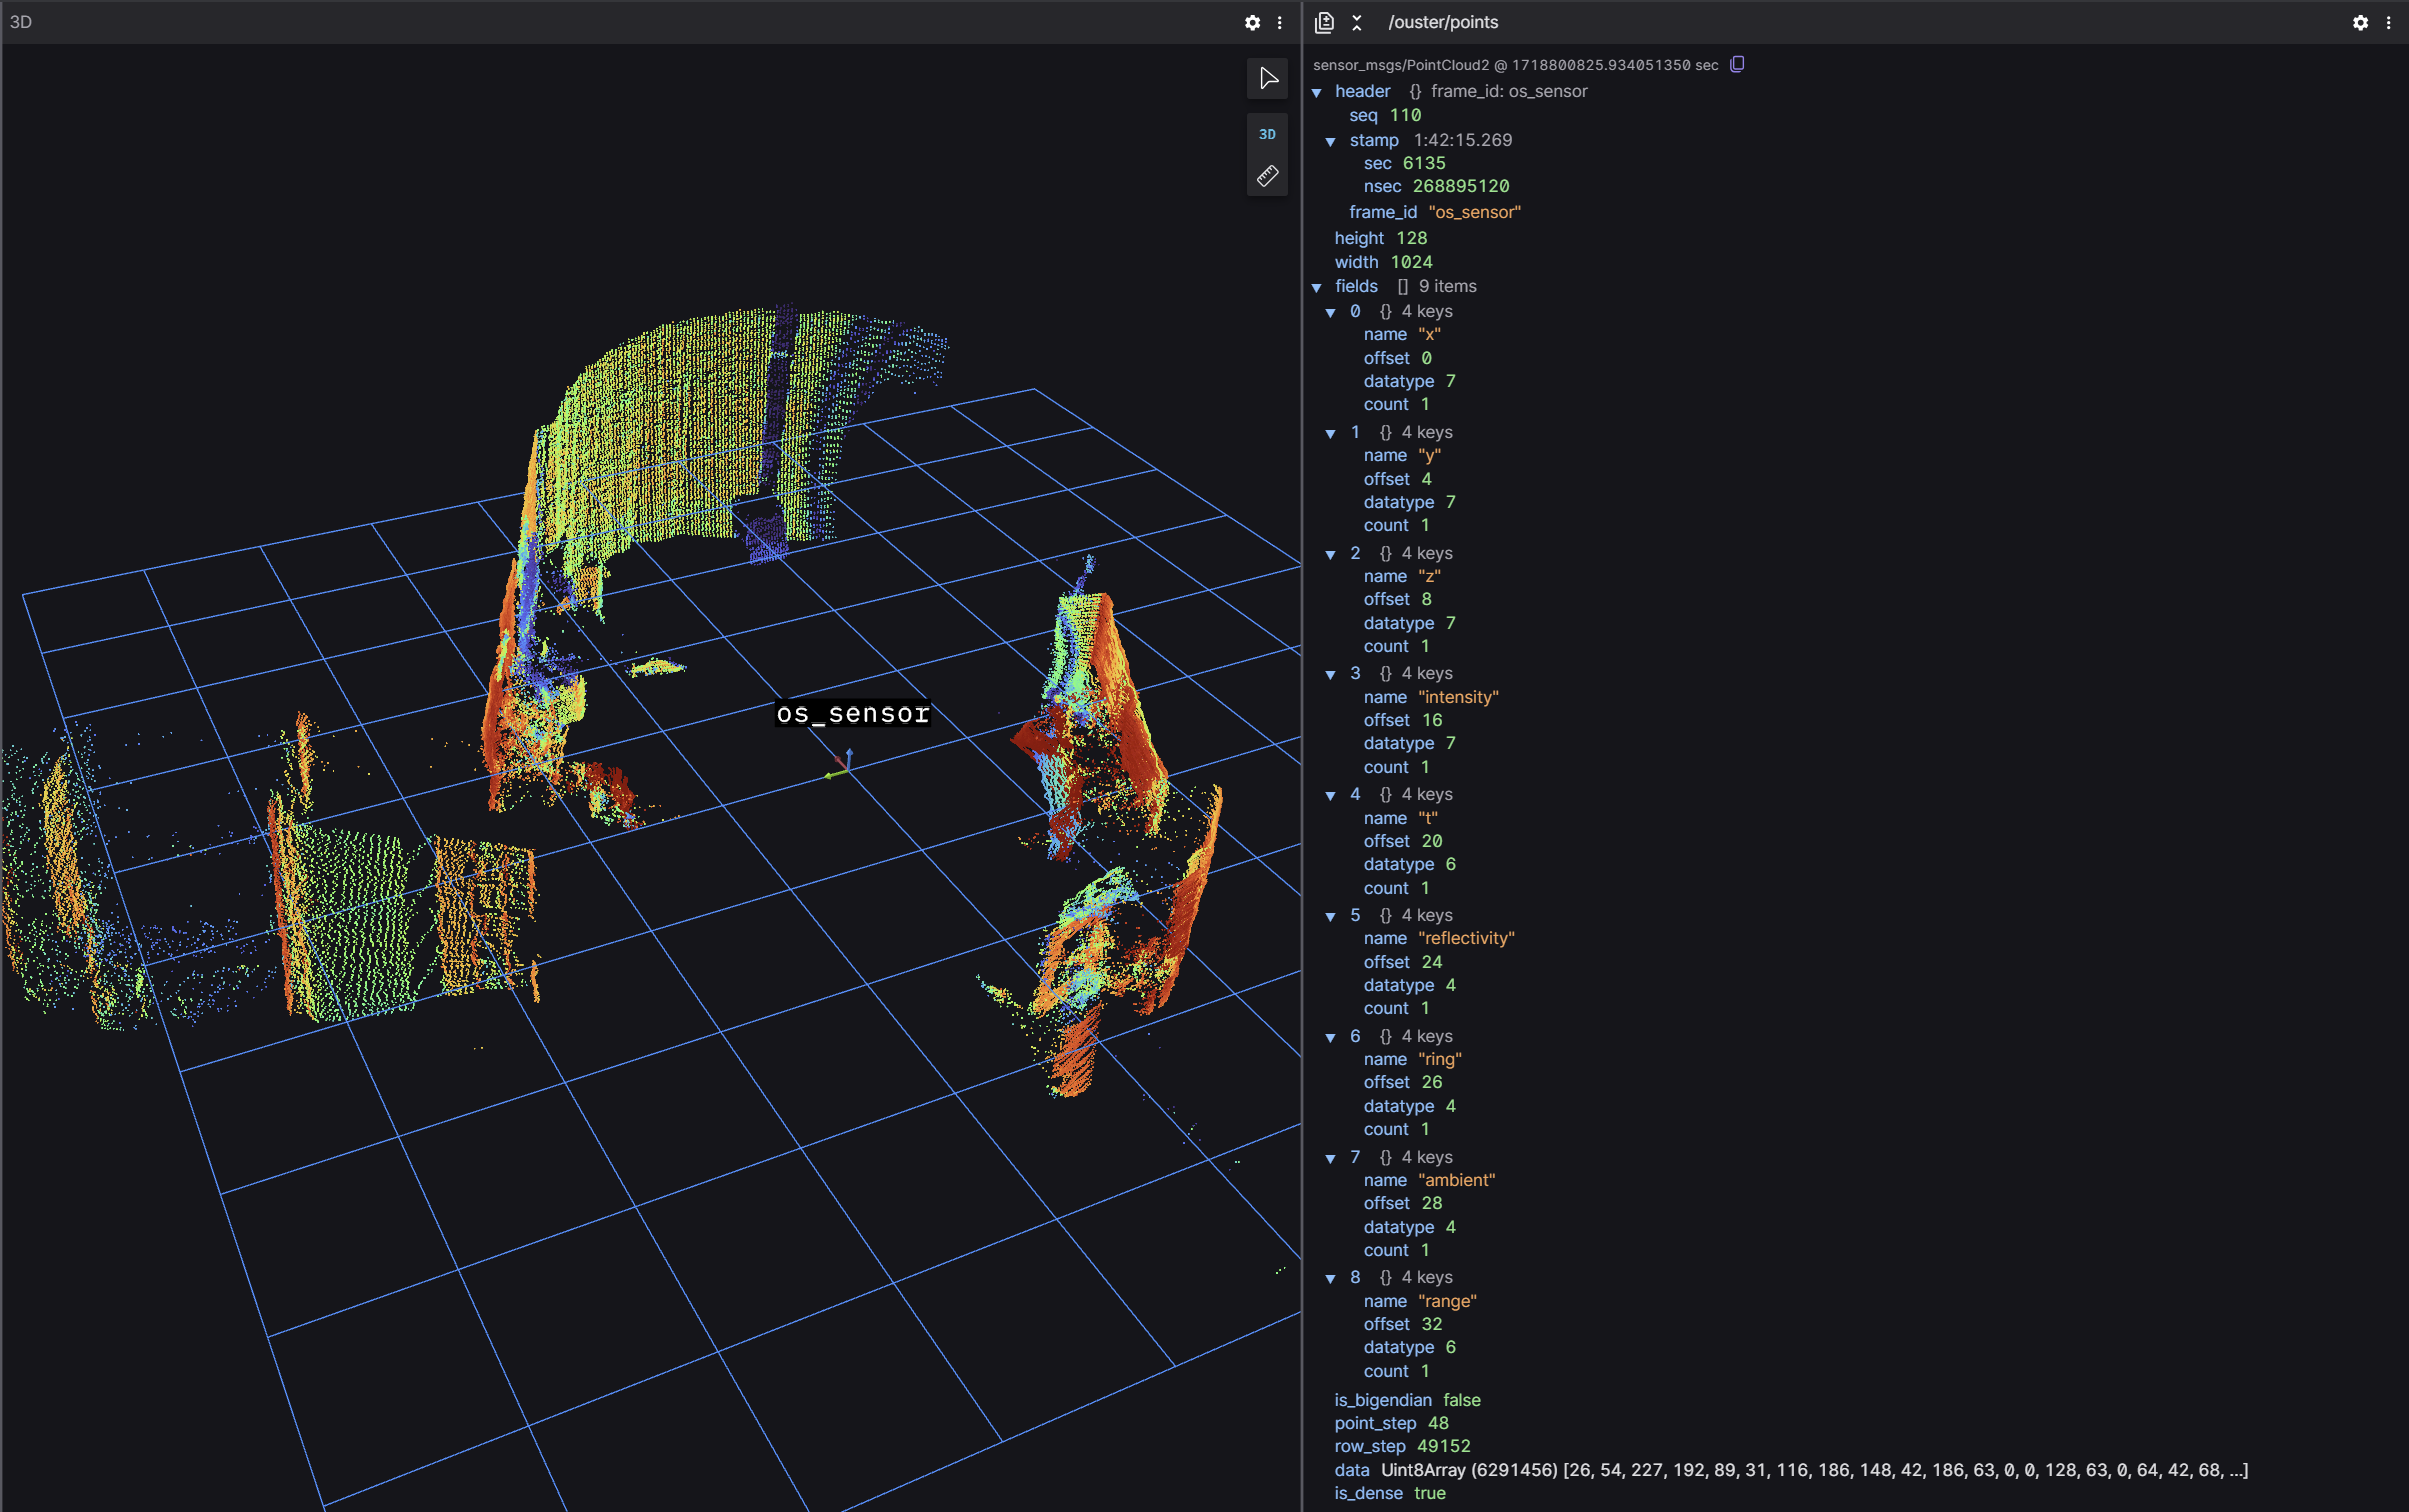 3D
/ouster/points
3D
os_sensor
sensor_msgs/PointCloud2 @ 1718800825.934051350 sec
header {} frame_id: os_sensor
seq 110
stamp 1:42:15.269
sec 6135
nsec 268895120
frame_id "os_sensor"
height 128
width 1024
fields [] 9 items
0 {} 4 keys
name "x"
offset 0
datatype 7
count 1
1 {} 4 keys
name "y"
offset 4
datatype 7
count 1
2 {} 4 keys
name "z"
offset 8
datatype 7
count 1
3 {} 4 keys
name "intensity"
offset 16
datatype 7
count 1
4 {} 4 keys
name "t"
offset 20
datatype 6
count 1
5 {} 4 keys
name "reflectivity"
offset 24
datatype 4
count 1
6 {} 4 keys
name "ring"
offset 26
datatype 4
count 1
7 {} 4 keys
name "ambient"
offset 28
datatype 4
count 1
8 {} 4 keys
name "range"
offset 32
datatype 6
count 1
is_bigendian false
point_step 48
row_step 49152
data Uint8Array (6291456) [26, 54, 227, 192, 89, 31, 116, 186, 148, 42, 186, 63, 0, 0, 128, 63, 0, 64, 42, 68, ...]
is_dense true